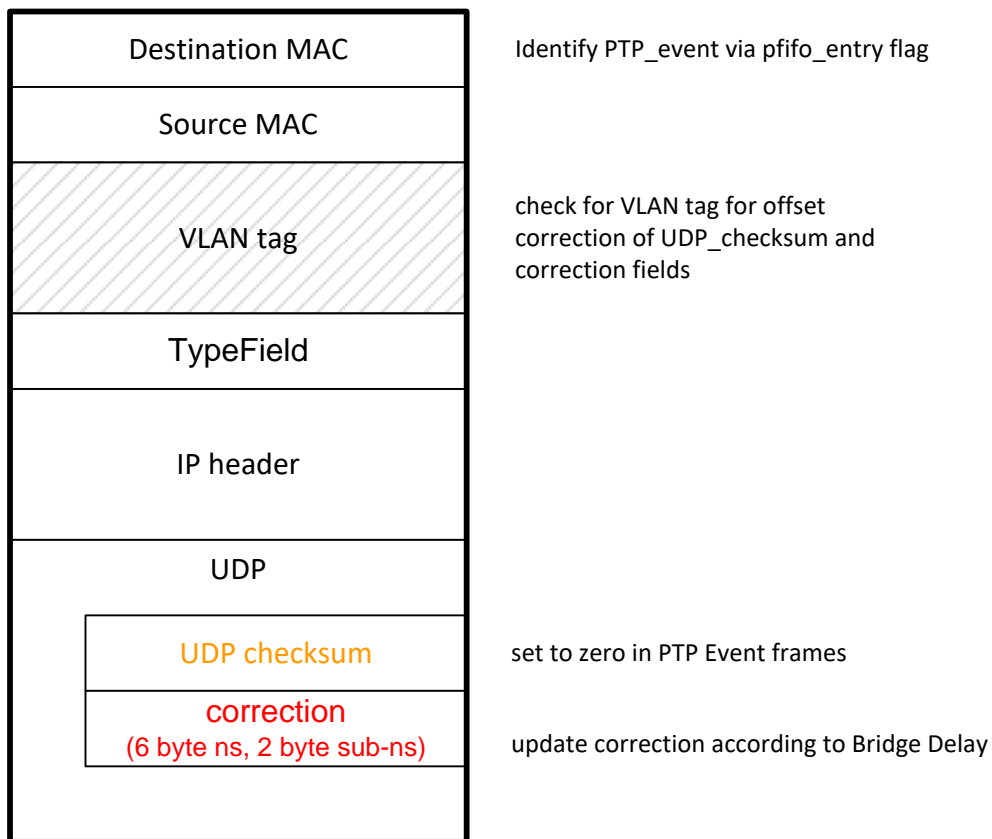 Destination MAC
Identify PTP_event via pfifo_entry flag
Source MAC
VLAN tag
check for VLAN tag for offset
correction of UDP_checksum and
correction fields
TypeField
IP header
UDP
UDP checksum
set to zero in PTP Event frames
correction
(6 byte ns, 2 byte sub-ns)
update correction according to Bridge Delay